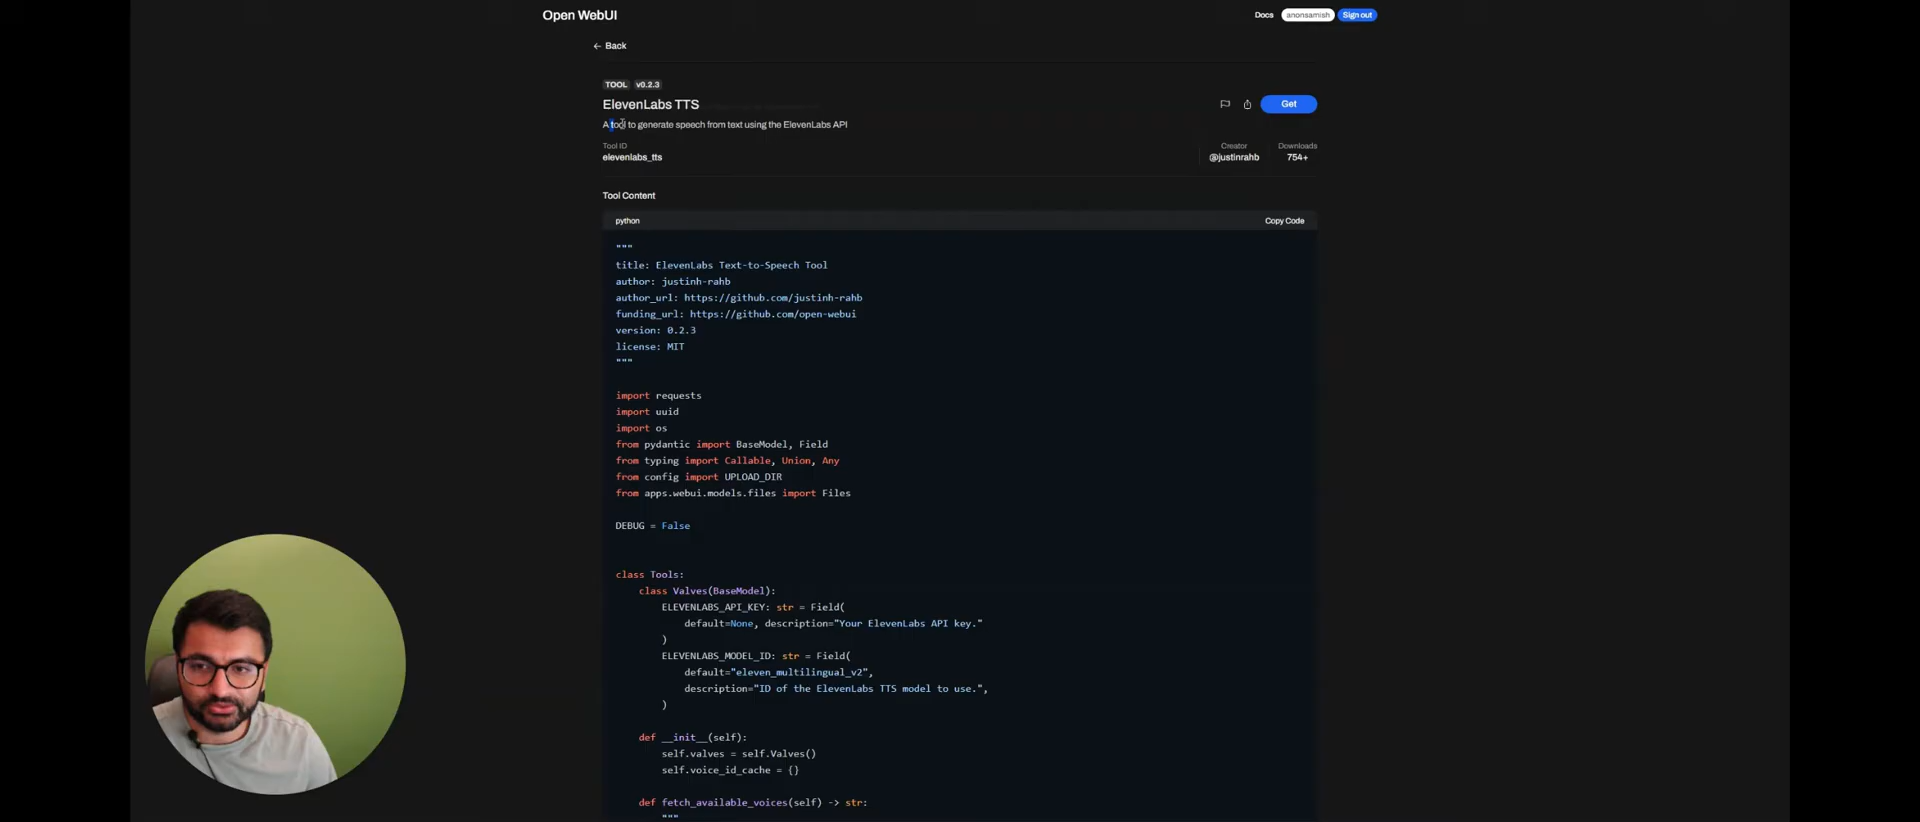 Open WebUI
Docs anonsamish Sign out
← Back
TOOL v0.2.3
ElevenLabs TTS
Get
A tool to generate speech from text using the ElevenLabs API
Tool ID
elevenlabs_tts
Creator
@justinrahb
Downloads
754+
Tool Content
python Copy Code
"""
title: ElevenLabs Text-to-Speech Tool
author: justinh-rahb
author_url: https://github.com/justinh-rahb
funding_url: https://github.com/open-webui
version: 0.2.3
license: MIT
"""
import requests
import uuid
import os
from pydantic import BaseModel, Field
from typing import Callable, Union, Any
from config import UPLOAD_DIR
from apps.webui.models.files import Files
DEBUG = False
class Tools:
class Valves(BaseModel):
ELEVENLABS_API_KEY: str = Field(
default=None, description="Your ElevenLabs API key."
)
ELEVENLABS_MODEL_ID: str = Field(
default="eleven_multilingual_v2",
description="ID of the ElevenLabs TTS model to use.",
)
def __init__(self):
self.valves = self.Valves()
self.voice_id_cache = {}
def fetch_available_voices(self) -> str:
"""